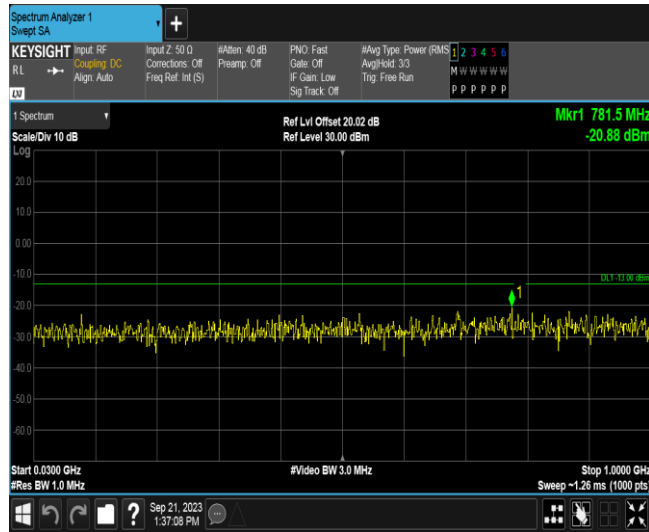 Spectrum Analyzer 1
Swept SA
+
KEYSIGHT
RL
LXI
Input: RF
Coupling: DC
Align: Auto
Input Z: 50 Ω
Corrections: Off
Freq Ref: Int (S)
#Atten: 40 dB
Preamp: Off
PNO: Fast
Gate: Off
IF Gain: Low
Sig Track: Off
#Avg Type: Power (RMS
Avg|Hold: 3/3
Trig: Free Run
1 2 3 4 5 6
M W W W W W
P P P P P P
1 Spectrum
Scale/Div 10 dB
Ref Lvl Offset 20.02 dB
Ref Level 30.00 dBm
Mkr1 781.5 MHz
-20.88 dBm
Log
20.0
10.0
0.00
-10.0
DL1 -13.00 dBm
1
-20.0
-30.0
-40.0
-50.0
-60.0
Start 0.0300 GHz
#Res BW 1.0 MHz
#Video BW 3.0 MHz
Stop 1.0000 GHz
Sweep ~1.26 ms (1000 pts)
?
Sep 21, 2023
1:37:08 PM